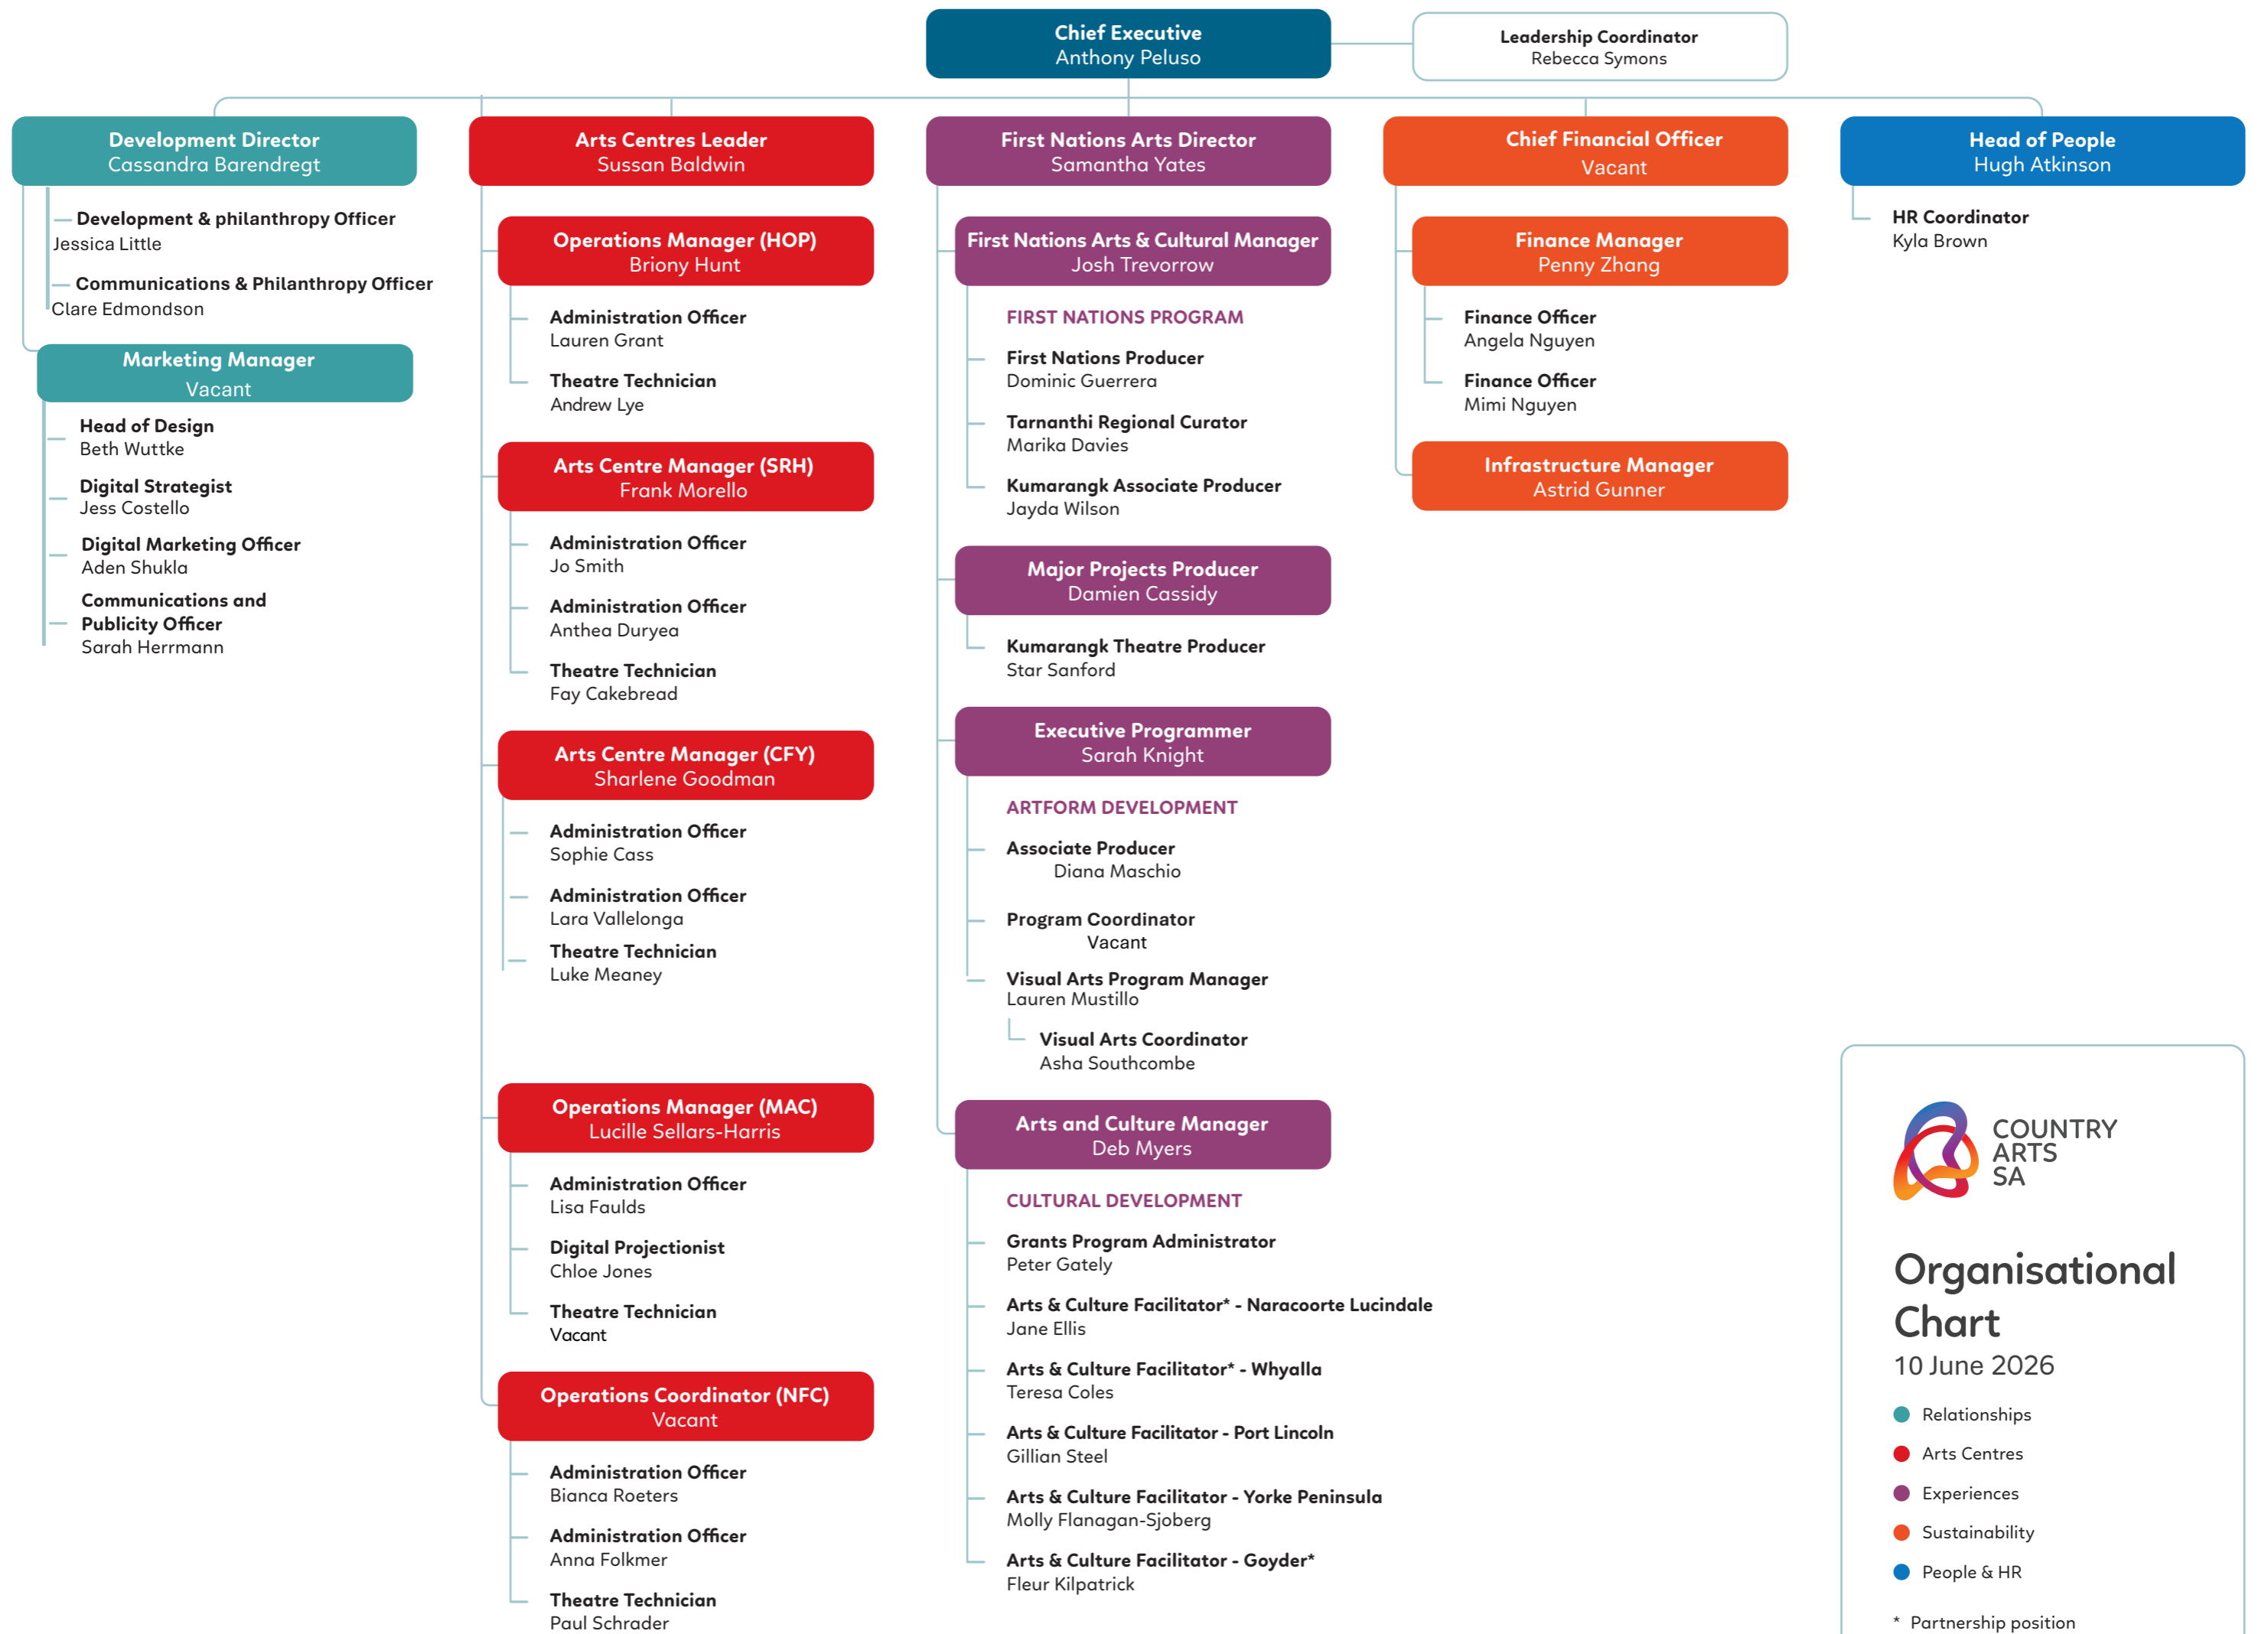 Chief Executive
Anthony Peluso
Leadership Coordinator
Rebecca Symons
Development Director
Cassandra Barendregt
Development & philanthropy Officer
Jessica Little
Communications & Philanthropy Officer
Clare Edmondson
Marketing Manager
Vacant
Head of Design
Beth Wuttke
Digital Strategist
Jess Costello
Digital Marketing Officer
Aden Shukla
Communications and
Publicity Officer
Sarah Herrmann
Arts Centres Leader
Sussan Baldwin
Operations Manager (HOP)
Briony Hunt
Administration Officer
Lauren Grant
Theatre Technician
Andrew Lye
Arts Centre Manager (SRH)
Frank Morello
Administration Officer
Jo Smith
Administration Officer
Anthea Duryea
Theatre Technician
Fay Cakebread
Arts Centre Manager (CFY)
Sharlene Goodman
Administration Officer
Sophie Cass
Administration Officer
Lara Vallelonga
Theatre Technician
Luke Meaney
Operations Manager (MAC)
Lucille Sellars-Harris
Administration Officer
Lisa Faulds
Digital Projectionist
Chloe Jones
Theatre Technician
Vacant
Operations Coordinator (NFC)
Vacant
Administration Officer
Bianca Roeters
Administration Officer
Anna Folkmer
Theatre Technician
Paul Schrader
First Nations Arts Director
Samantha Yates
First Nations Arts & Cultural Manager
Josh Trevorrow
FIRST NATIONS PROGRAM
First Nations Producer
Dominic Guerrera
Tarnanthi Regional Curator
Marika Davies
Kumarangk Associate Producer
Jayda Wilson
Major Projects Producer
Damien Cassidy
Kumarangk Theatre Producer
Star Sanford
Executive Programmer
Sarah Knight
ARTFORM DEVELOPMENT
Associate Producer
Diana Maschio
Program Coordinator
Vacant
Visual Arts Program Manager
Lauren Mustillo
Visual Arts Coordinator
Asha Southcombe
Arts and Culture Manager
Deb Myers
CULTURAL DEVELOPMENT
Grants Program Administrator
Peter Gately
Arts & Culture Facilitator* - Naracoorte Lucindale
Jane Ellis
Arts & Culture Facilitator* - Whyalla
Teresa Coles
Arts & Culture Facilitator - Port Lincoln
Gillian Steel
Arts & Culture Facilitator - Yorke Peninsula
Molly Flanagan-Sjoberg
Arts & Culture Facilitator - Goyder*
Fleur Kilpatrick
Chief Financial Officer
Vacant
Finance Manager
Penny Zhang
Finance Officer
Angela Nguyen
Finance Officer
Mimi Nguyen
Infrastructure Manager
Astrid Gunner
Head of People
Hugh Atkinson
HR Coordinator
Kyla Brown
COUNTRY
ARTS
SA
Organisational
Chart
10 June 2026
Relationships
Arts Centres
Experiences
Sustainability
People & HR
* Partnership position